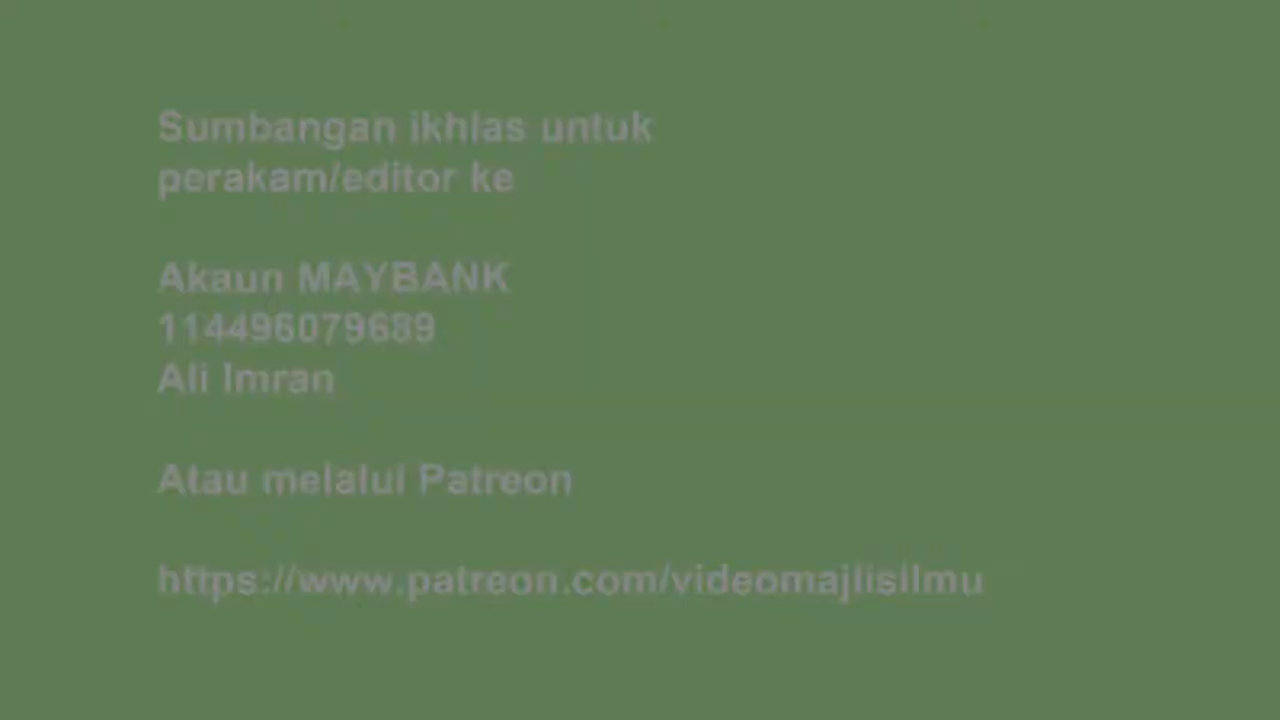 Sumbangan ikhlas untuk
perakam/editor ke
Akaun MAYBANK
114496079689
Ali Imran
Atau melalui Patreon
https://www.patreon.com/videomajlisilmu